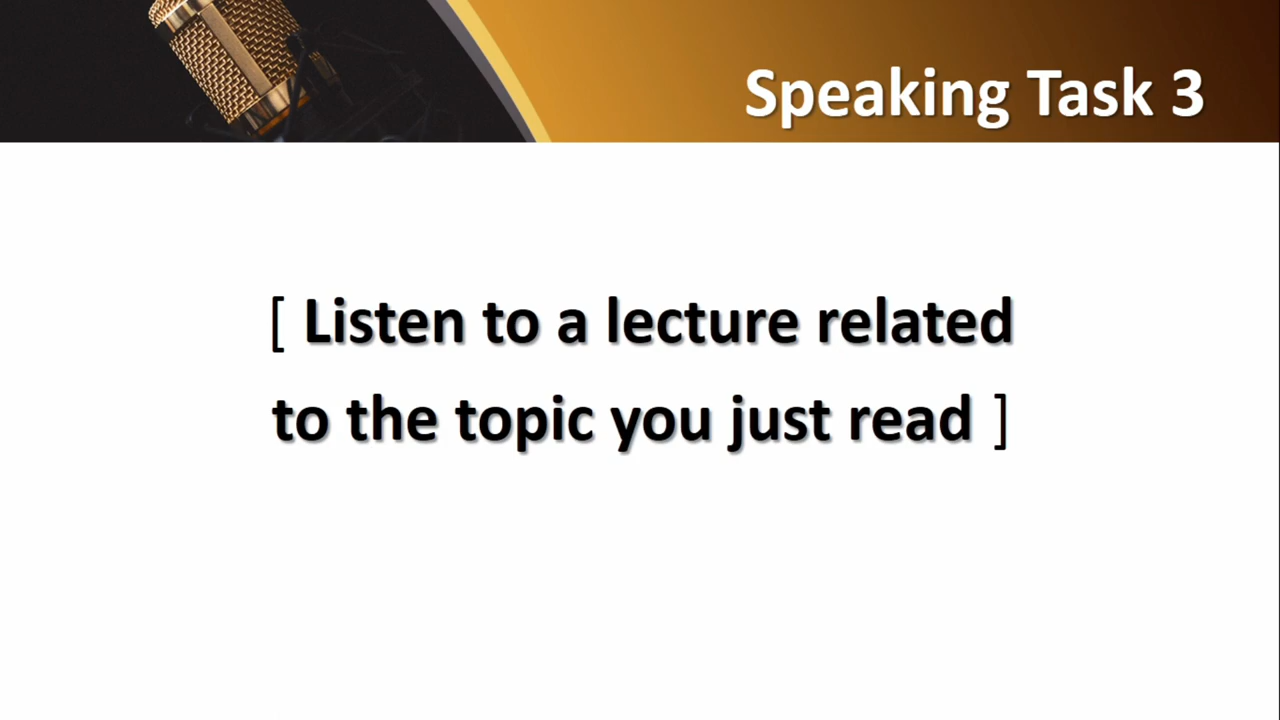 Speaking Task 3
[ Listen to a lecture related
to the topic you just read ]